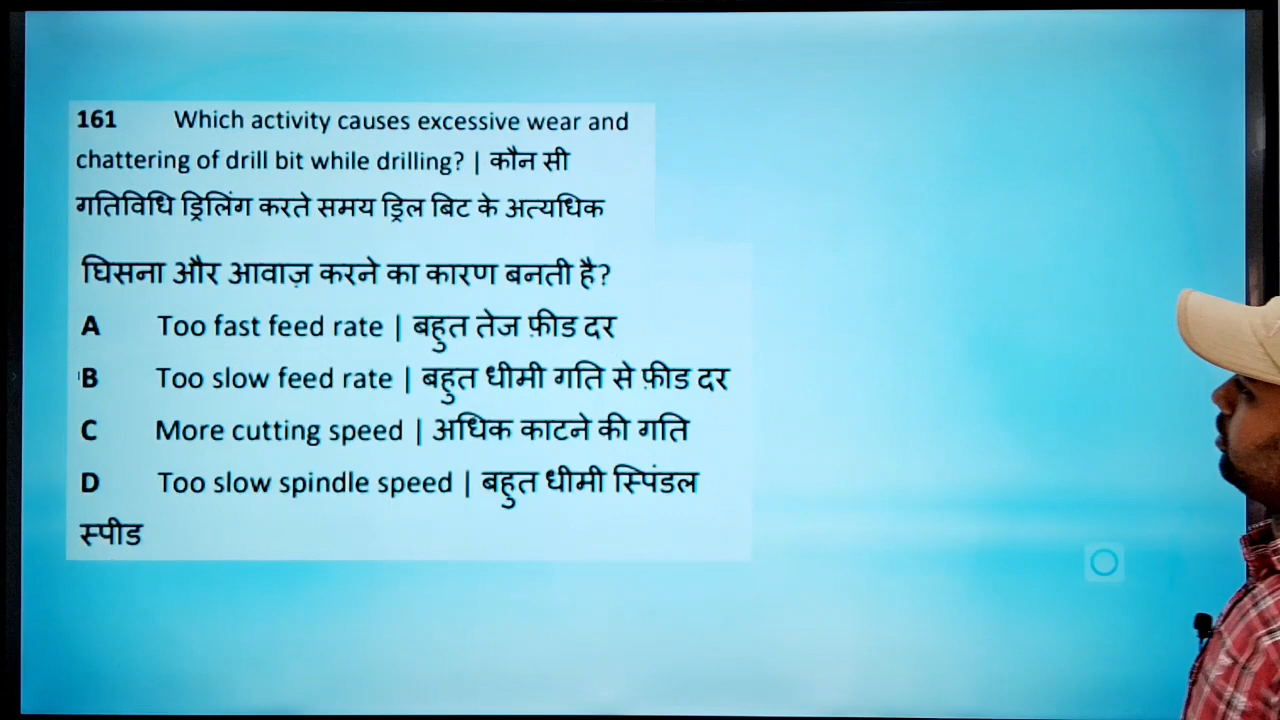 161 Which activity causes excessive wear and
chattering of drill bit while drilling? | कौन सी
गतिविधि ड्रिलिंग करते समय ड्रिल बिट के अत्यधिक
घिसना और आवाज़ करने का कारण बनती है?
A Too fast feed rate | बहुत तेज फ़ीड दर
B Too slow feed rate | बहुत धीमी गति से फ़ीड दर
C More cutting speed | अधिक काटने की गति
D Too slow spindle speed | बहुत धीमी स्पिंडल
स्पीड